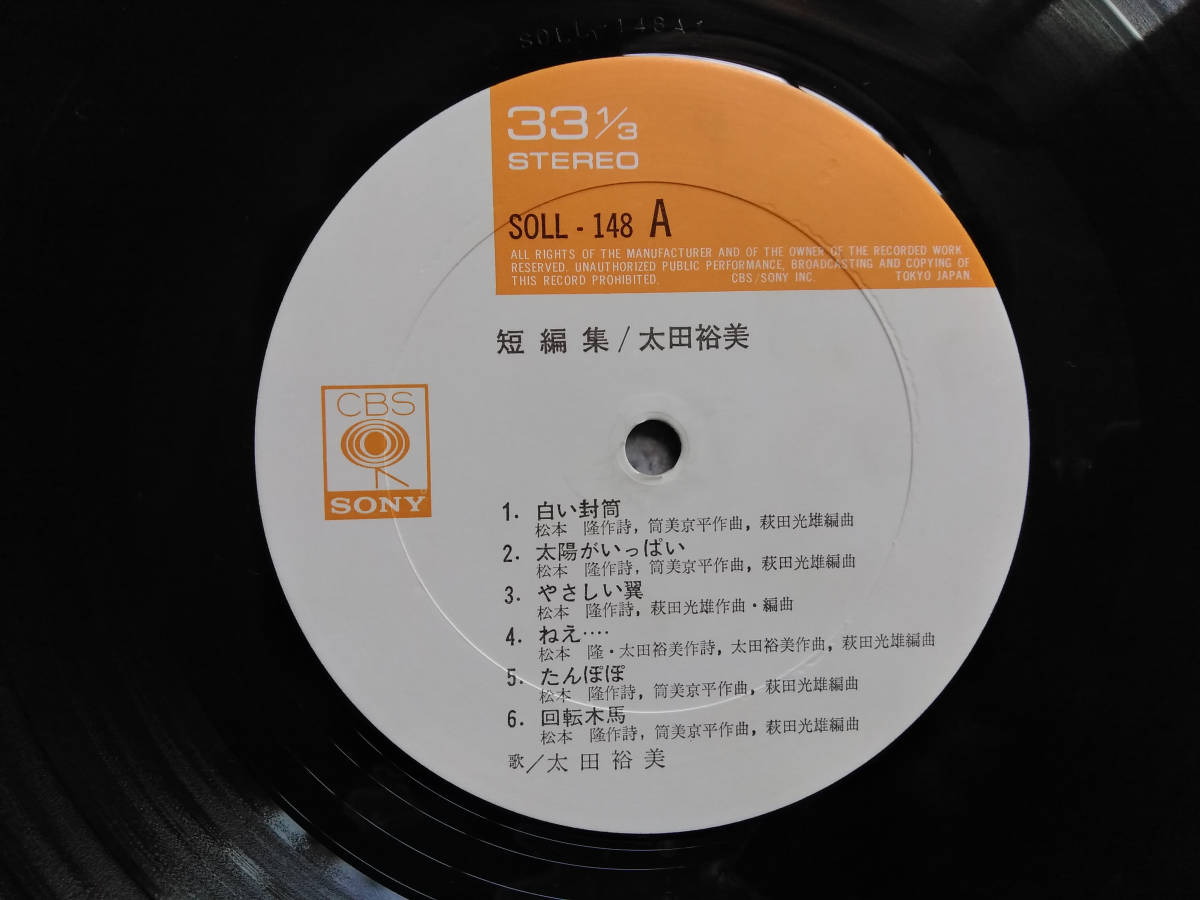 SOLL-148A
33 1/3
STEREO
SOLL - 148 A
ALL RIGHTS OF THE MANUFACTURER AND OF THE OWNER OF THE RECORDED WORK
RESERVED. UNAUTHORIZED PUBLIC PERFORMANCE, BROADCASTING AND COPYING OF
THIS RECORD PROHIBITED. CBS/SONY INC. TOKYO JAPAN.
短編集/太田裕美
CBS
SONY
1. 白い封筒
松本 隆作詩, 筒美京平作曲, 萩田光雄編曲
2. 太陽がいっぱい
松本 隆作詩, 筒美京平作曲, 萩田光雄編曲
3. やさしい翼
松本 隆作詩, 萩田光雄作曲・編曲
4. ねえ‥‥
松本 隆・太田裕美作詩, 太田裕美作曲, 萩田光雄編曲
5. たんぽぽ
松本 隆作詩, 筒美京平作曲, 萩田光雄編曲
6. 回転木馬
松本 隆作詩, 筒美京平作曲, 萩田光雄編曲
歌/太田裕美